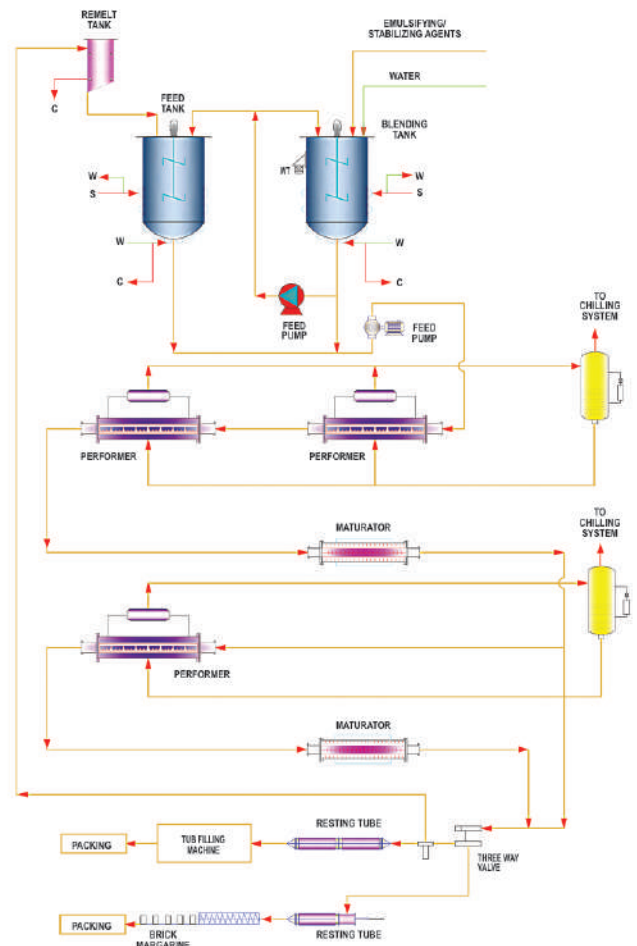 REMELT
TANK
EMULSIFYING/
STABILIZING AGENTS
WATER
C
FEED
TANK
BLENDING
TANK
WT
W
S
W
S
W
C
W
C
FEED
PUMP
FEED
PUMP
TO
CHILLING
SYSTEM
PERFORMER
PERFORMER
MATURATOR
TO
CHILLING
SYSTEM
PERFORMER
MATURATOR
RESTING TUBE
PACKING
TUB FILLING
MACHINE
THREE WAY
VALVE
PACKING
BRICK
MARGARINE
RESTING TUBE